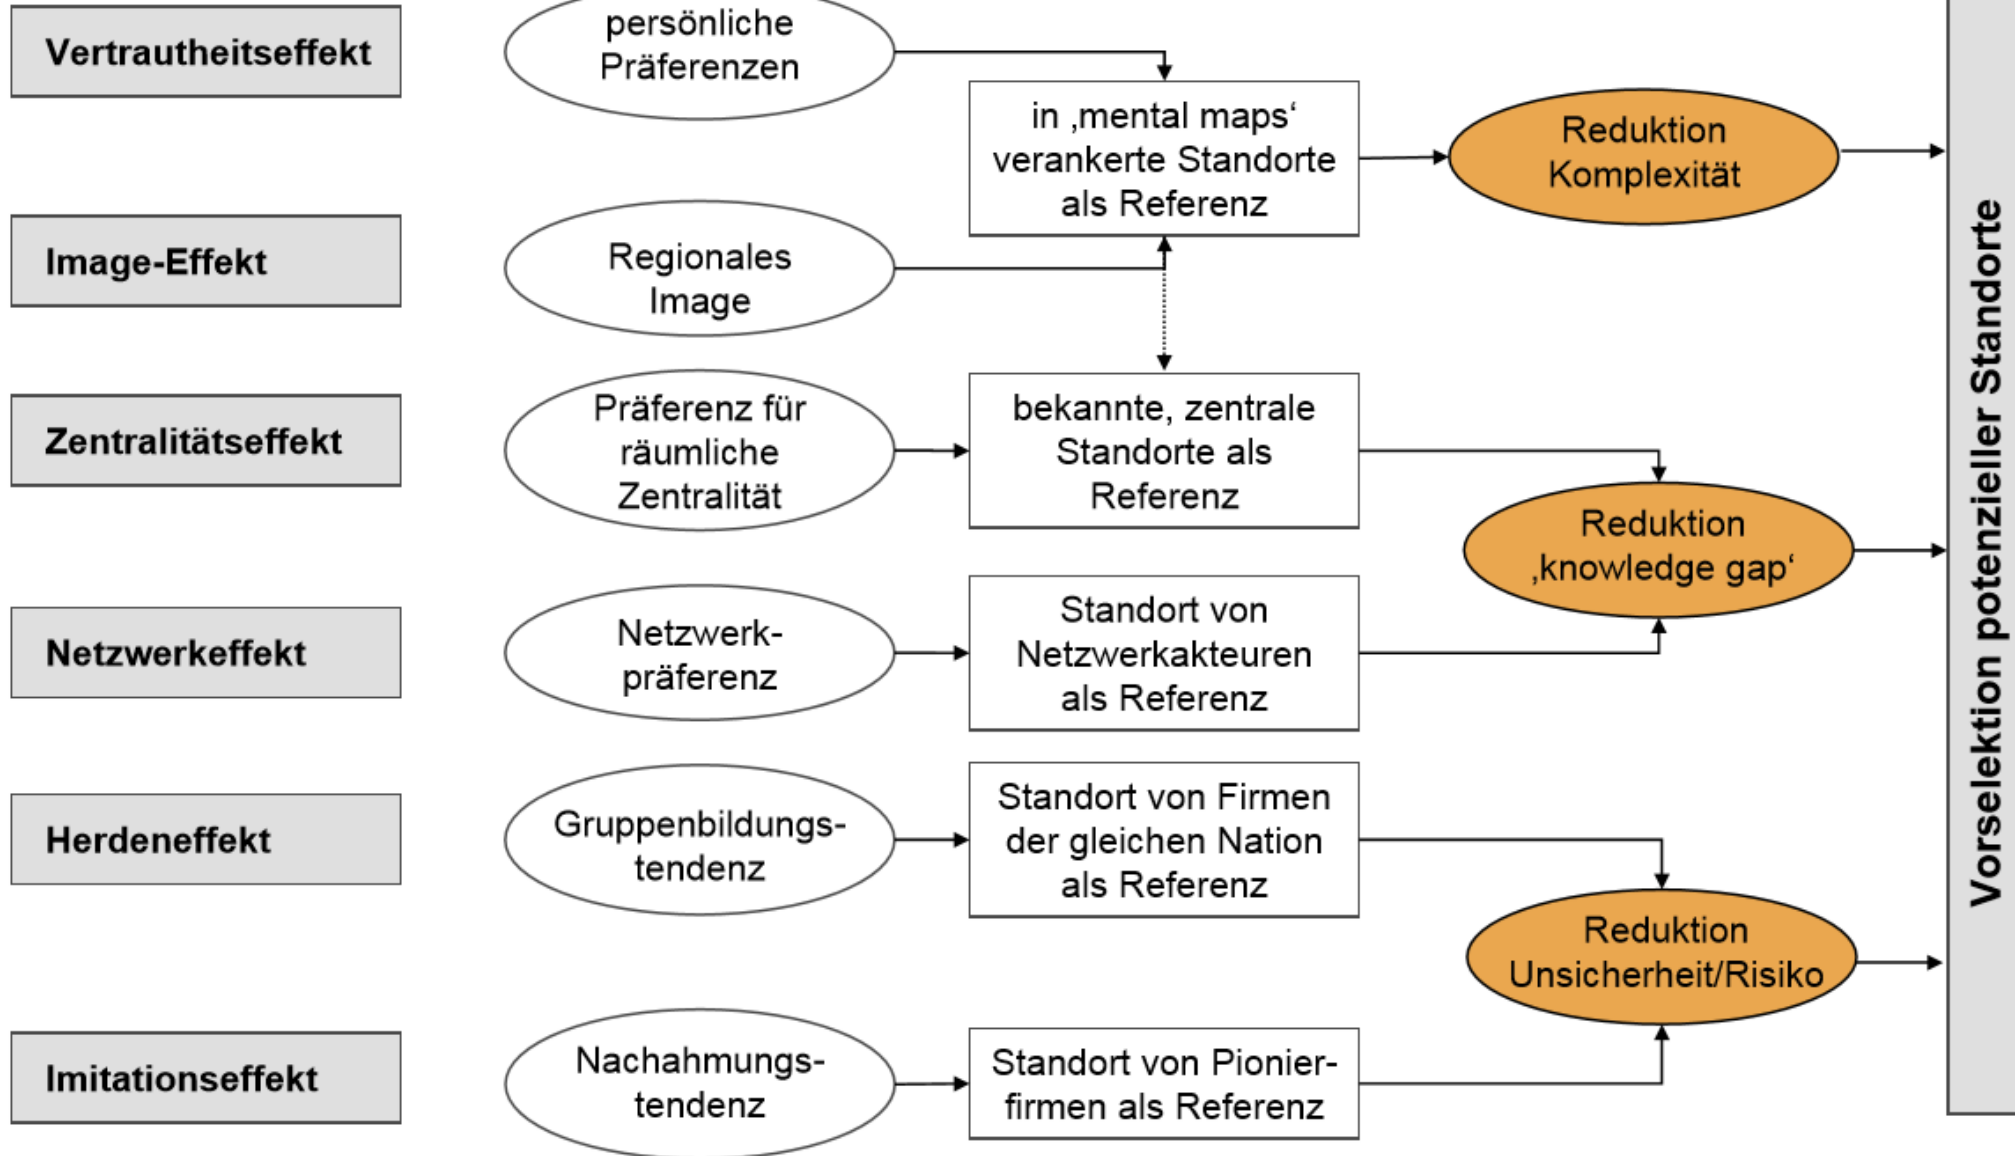 Vertrautheitseffekt
persönliche
Präferenzen
in ‚mental maps‘
verankerte Standorte
als Referenz
Reduktion
Komplexität
Image-Effekt
Regionales
Image
Zentralitätseffekt
Präferenz für
räumliche
Zentralität
bekannte, zentrale
Standorte als
Referenz
Reduktion
‚knowledge gap‘
Netzwerkeffekt
Netzwerk-
präferenz
Standort von
Netzwerkakteuren
als Referenz
Herdeneffekt
Gruppenbildungs-
tendenz
Standort von Firmen
der gleichen Nation
als Referenz
Reduktion
Unsicherheit/Risiko
Imitationseffekt
Nachahmungs-
tendenz
Standort von Pionier-
firmen als Referenz
Vorselektion potenzieller Standorte